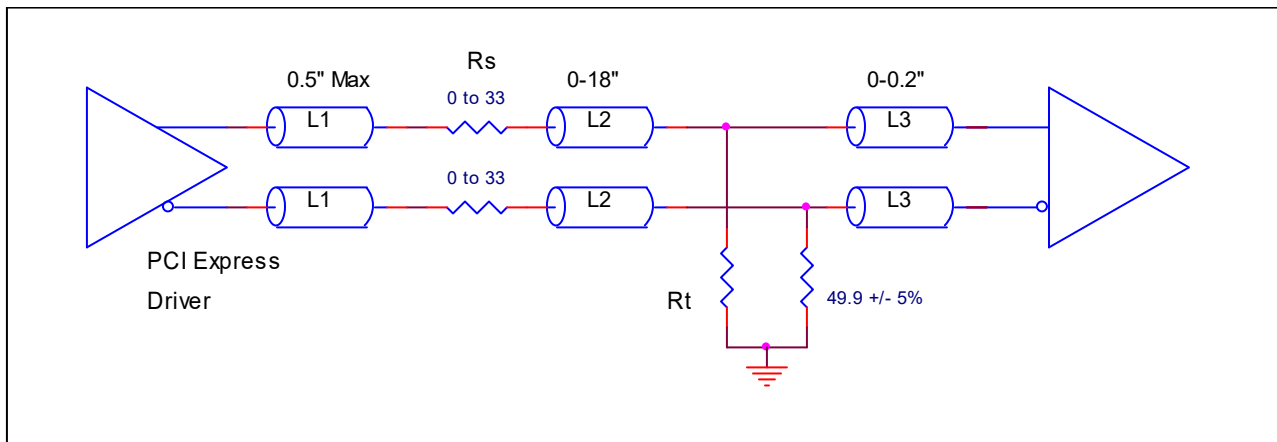 Rs
0.5" Max
0-18"
0-0.2"
0 to 33
L1
L2
L3
0 to 33
L1
L2
L3
PCI Express
Driver
Rt
49.9 +/- 5%